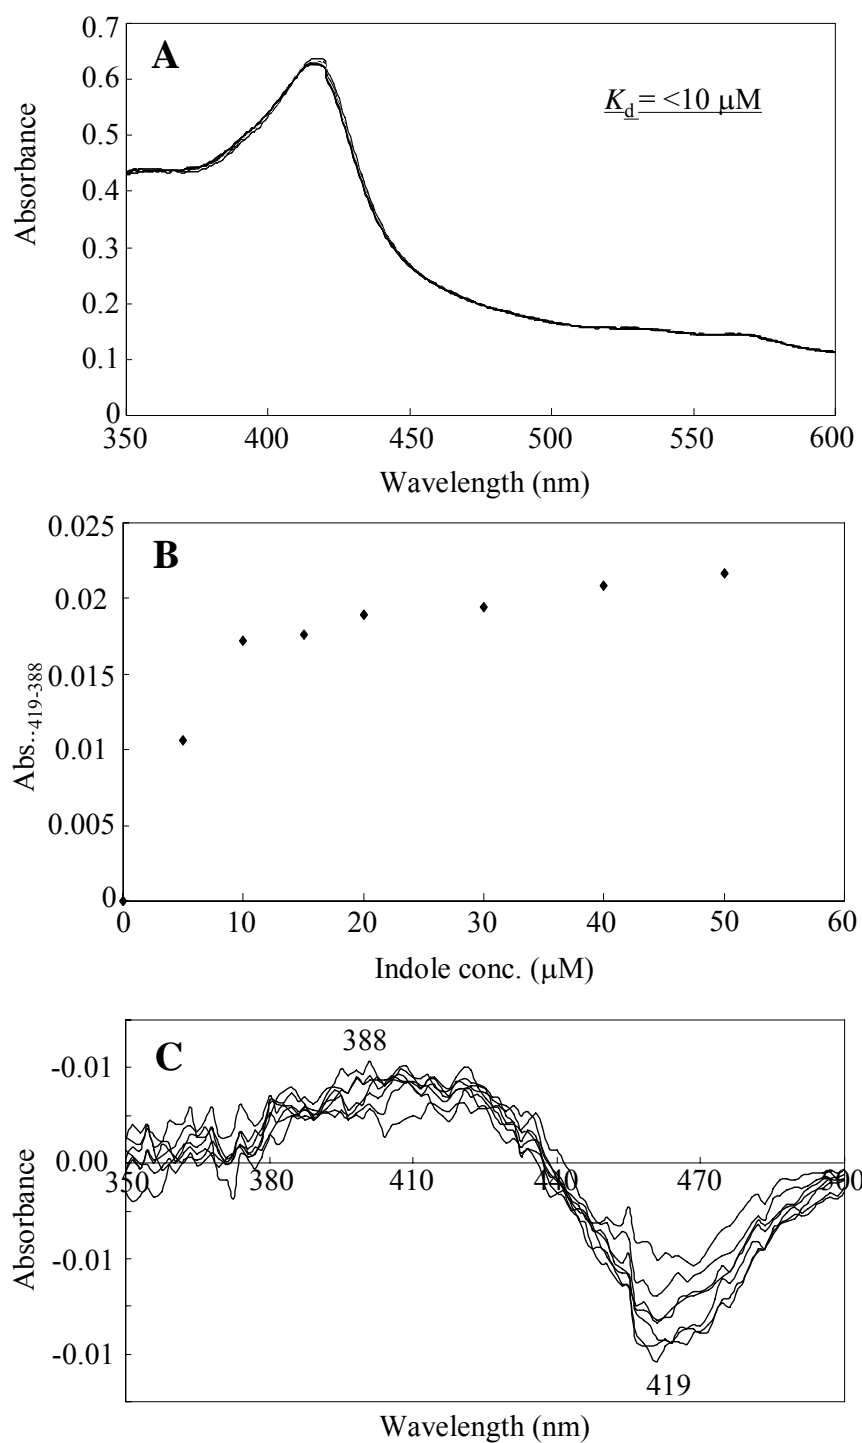 A
K_d = <10 μM
0.7
0.6
0.5
0.4
0.3
0.2
0.1
0
Absorbance
350 400 450 500 550 600
Wavelength (nm)
B
0.025
0.02
0.015
0.01
0.005
0
Abs..419-388
0 10 20 30 40 50 60
Indole conc. (μM)
C
388
-0.01
0.00
-0.01
-0.01
Absorbance
350 380 410 440 470
419
Wavelength (nm)